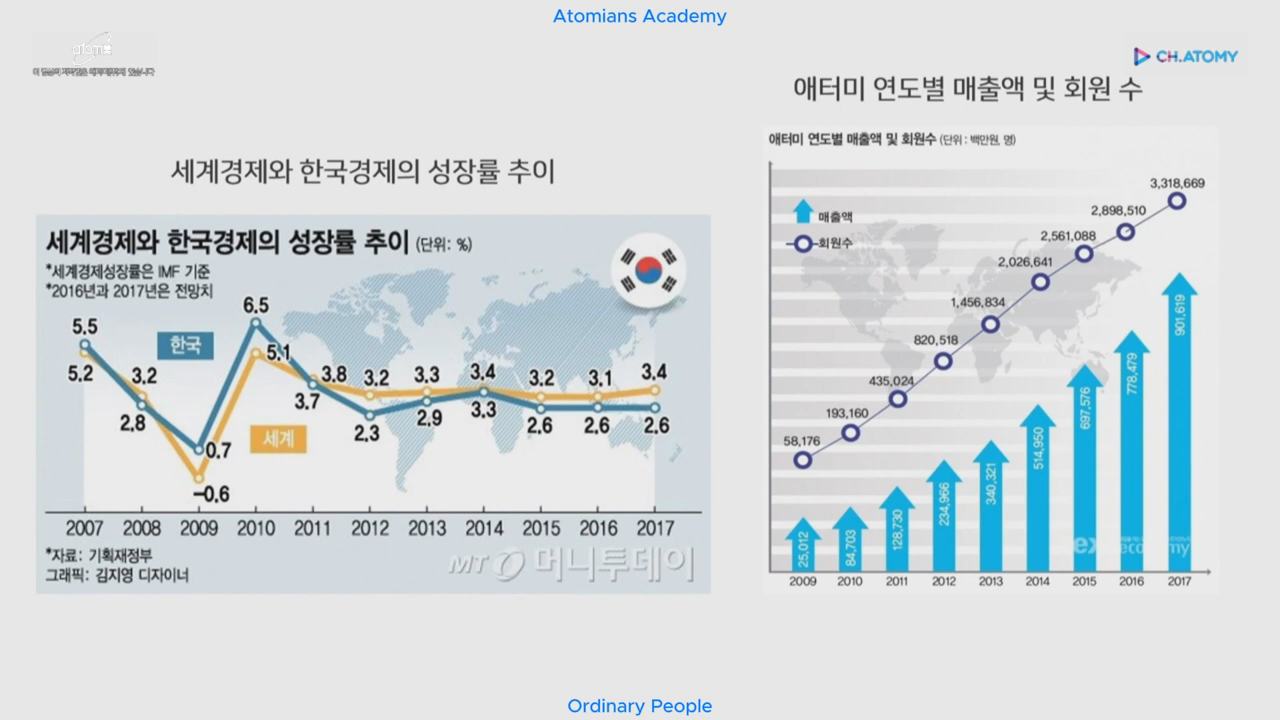 Atomians Academy
CH.ATOMY
애터미 연도별 매출액 및 회원 수
세계경제와 한국경제의 성장률 추이
세계경제와 한국경제의 성장률 추이 (단위: %)
*세계경제성장률은 IMF 기준
*2016년과 2017년은 전망치
한국
세계
5.5
5.2
3.2
2.8
0.7
−0.6
6.5
5.1
3.8
3.7
3.2
2.3
3.3
2.9
3.4
3.3
3.2
2.6
3.1
2.6
3.4
2.6
2007 2008 2009 2010 2011 2012 2013 2014 2015 2016 2017
*자료: 기획재정부
그래픽: 김지영 디자이너
MT 머니투데이
애터미 연도별 매출액 및 회원수 (단위 : 백만원, 명)
매출액
회원수
58,176
193,160
435,024
820,518
1,456,834
2,026,641
2,561,088
2,898,510
3,318,669
25,012
84,703
128,730
234,966
340,321
514,950
697,576
778,479
901,619
2009 2010 2011 2012 2013 2014 2015 2016 2017
Ordinary People